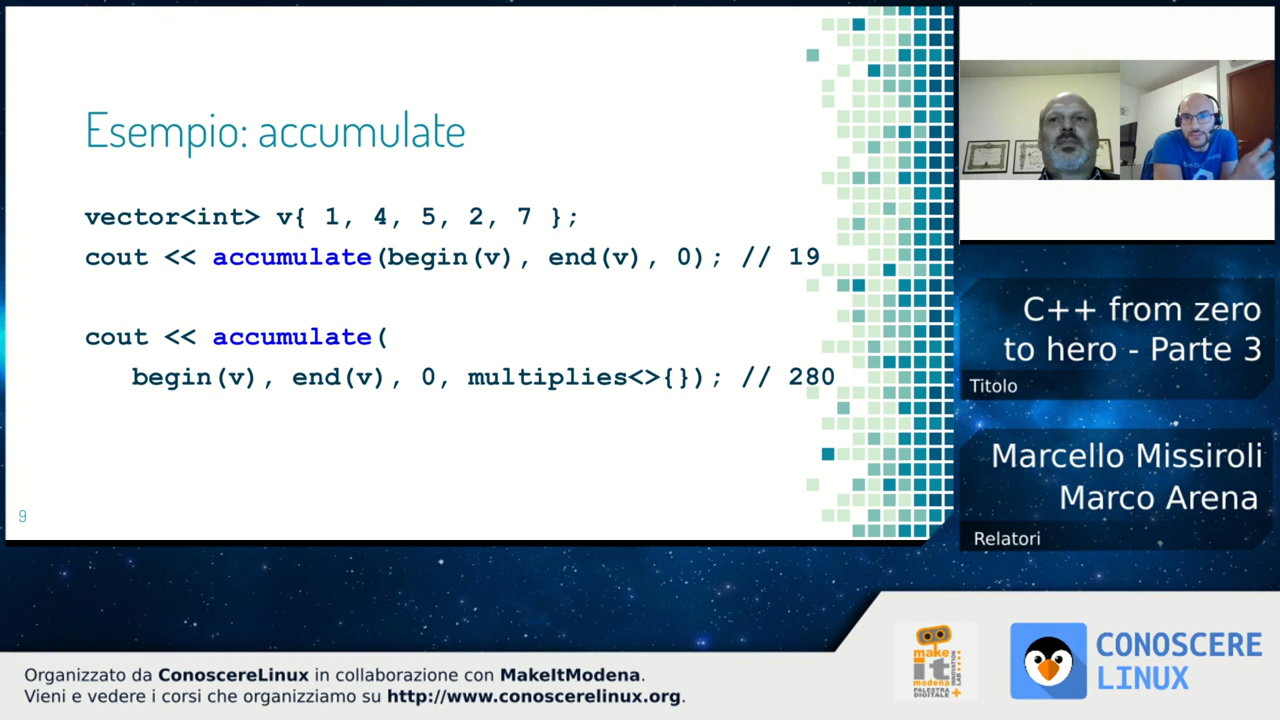 Esempio: accumulate
vector<int> v{ 1, 4, 5, 2, 7 };
cout << accumulate(begin(v), end(v), 0); // 19
cout << accumulate(
begin(v), end(v), 0, multiplies<>{}); // 280
9
C++ from zero
to hero - Parte 3
Titolo
Marcello Missiroli
Marco Arena
Relatori
make
it
modena
PALESTRA
DIGITALE
INNOVATION
LAB
CONOSCERE
LINUX
Organizzato da ConoscereLinux in collaborazione con MakeItModena.
Vieni e vedere i corsi che organizziamo su http://www.conoscerelinux.org.